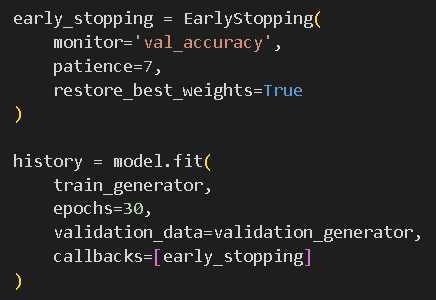 early_stopping = EarlyStopping(
    monitor='val_accuracy',
    patience=7,
    restore_best_weights=True
)

history = model.fit(
    train_generator,
    epochs=30,
    validation_data=validation_generator,
    callbacks=[early_stopping]
)